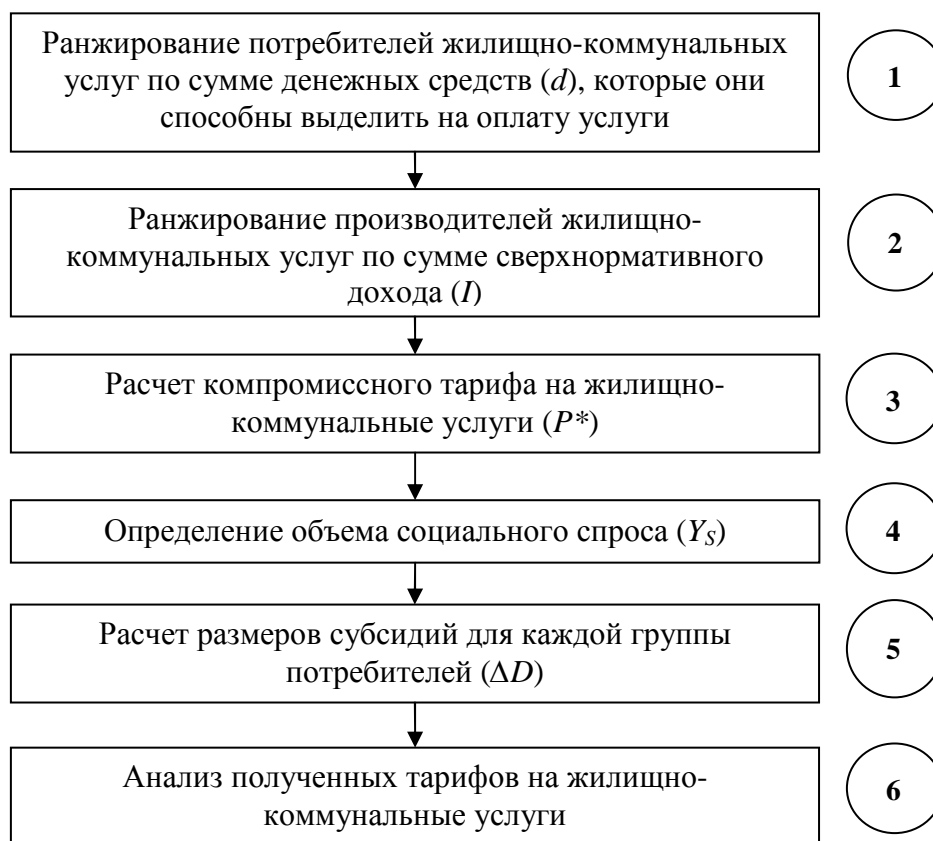 Ранжирование потребителей жилищно-коммунальных
услуг по сумме денежных средств (d), которые они
способны выделить на оплату услуги
1
Ранжирование производителей жилищно-
коммунальных услуг по сумме сверхнормативного
дохода (I)
2
Расчет компромиссного тарифа на жилищно-
коммунальные услуги (P*)
3
Определение объема социального спроса (Y_S)
4
Расчет размеров субсидий для каждой группы
потребителей (ΔD)
5
Анализ полученных тарифов на жилищно-
коммунальные услуги
6